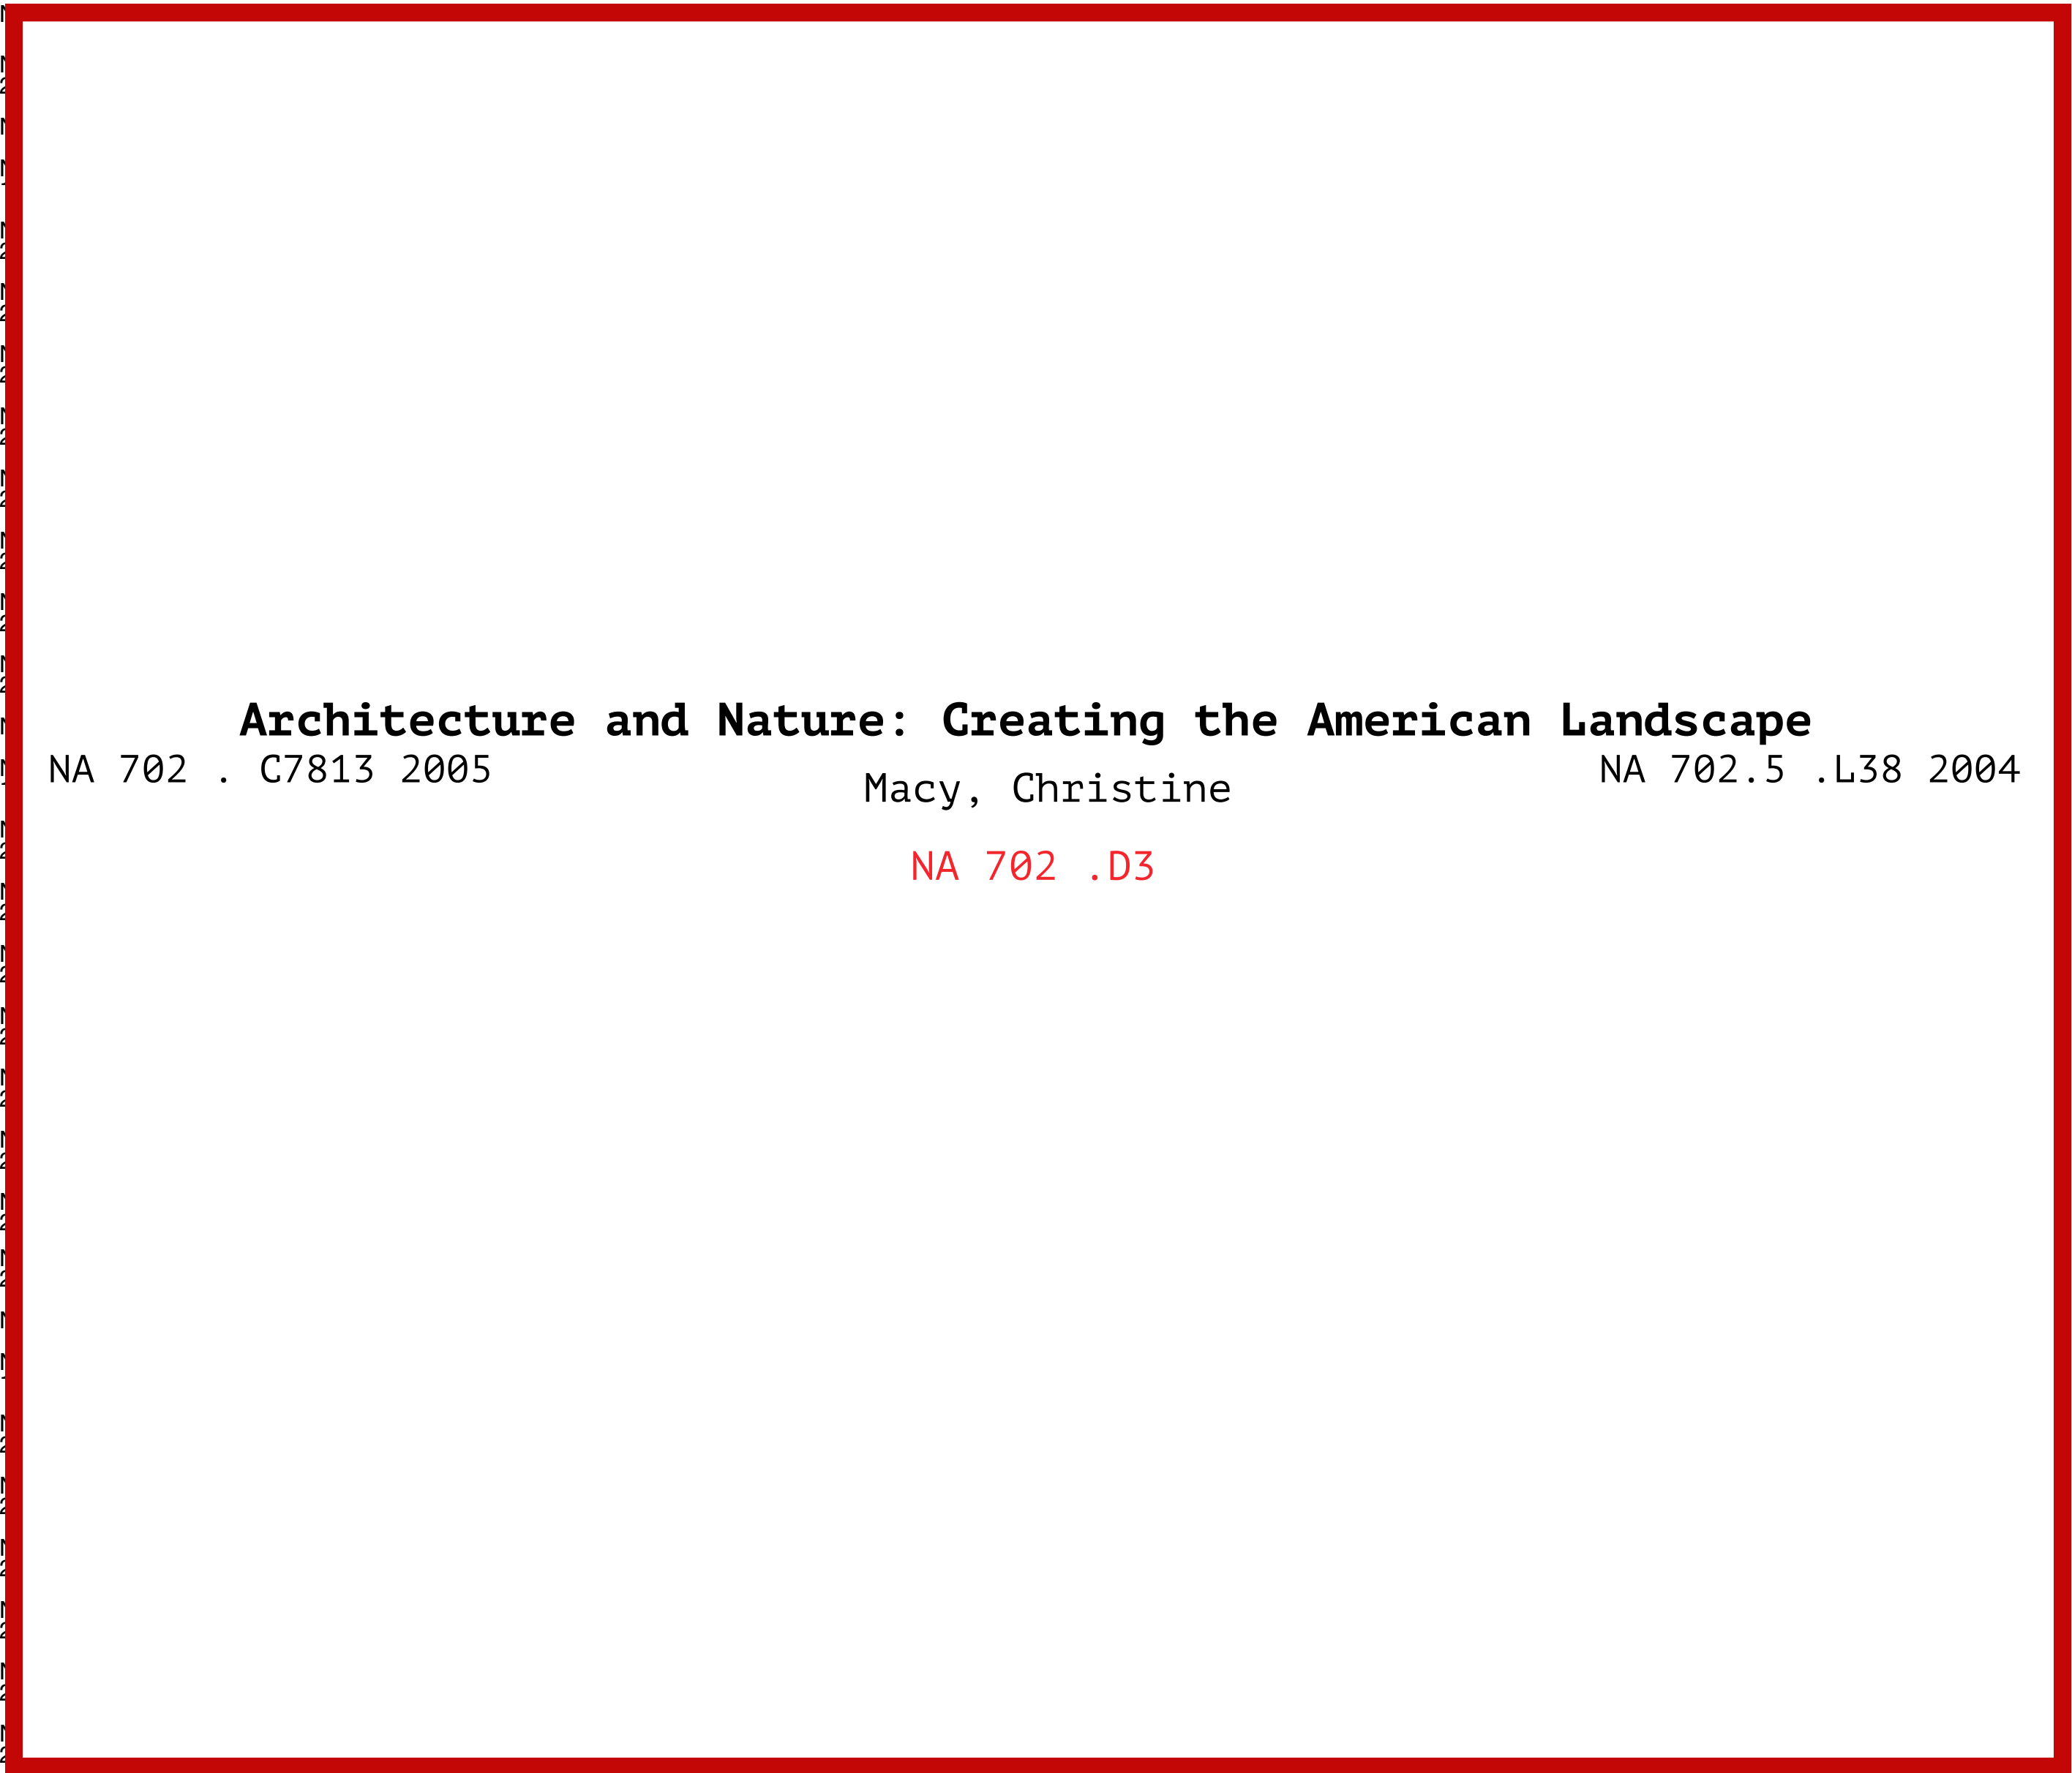 Architecture and Nature: Creating the American Landscape
NA 702 . C7813 2005
Macy, Christine
NA 702.5 .L38 2004
NA 702 .D3